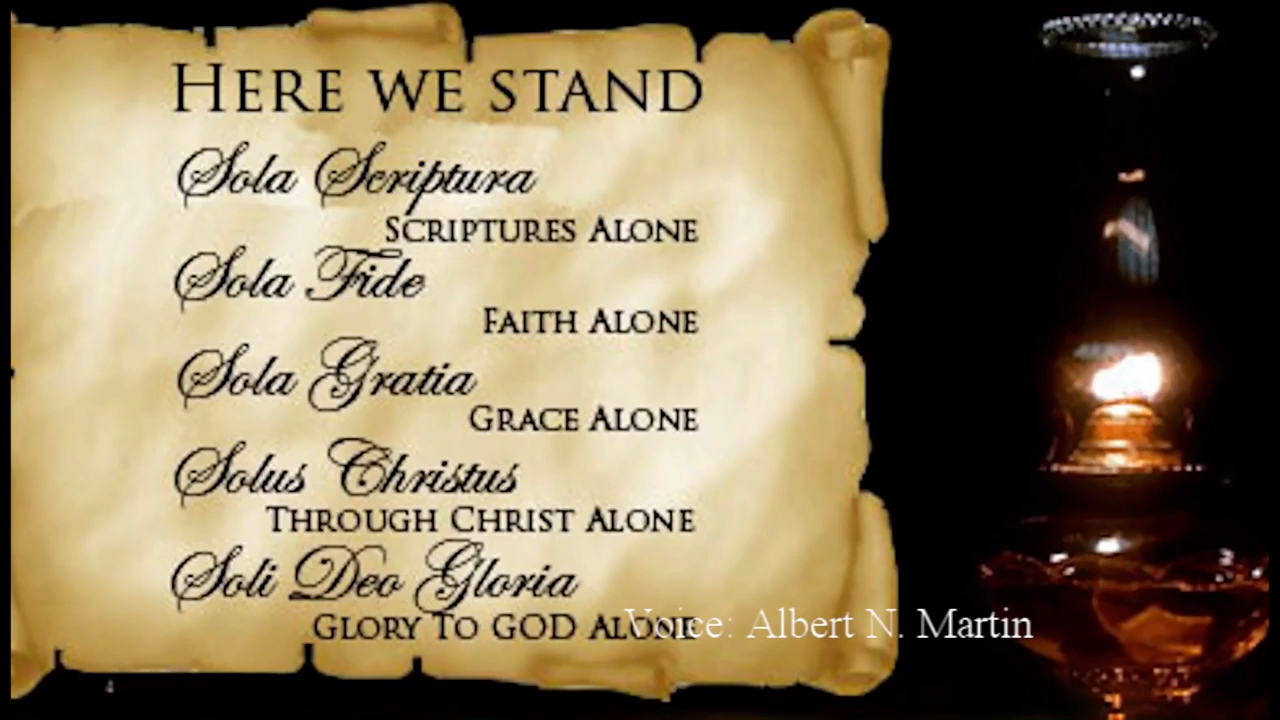 HERE WE STAND
Sola Scriptura
SCRIPTURES ALONE
Sola Fide
FAITH ALONE
Sola Gratia
GRACE ALONE
Solus Christus
THROUGH CHRIST ALONE
Soli Deo Gloria
GLORY TO GOD ALONE
Voice: Albert N. Martin